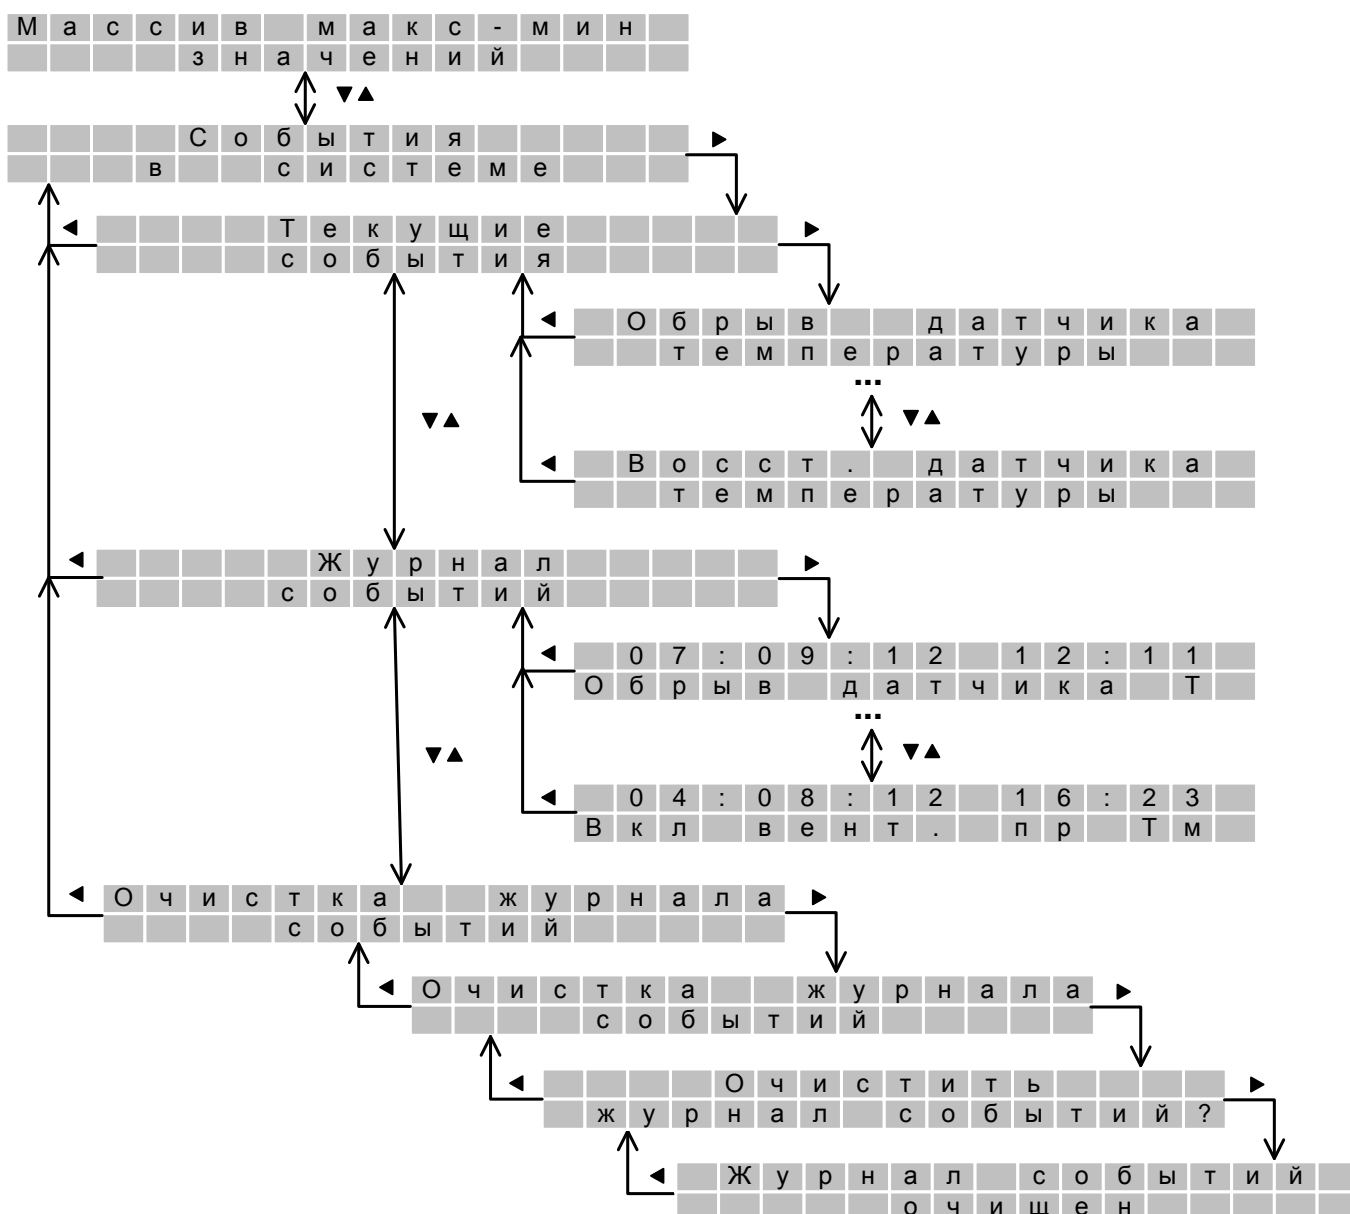 Массив макс-мин
значений
▼▲
События
в системе
Текущие
события
Обрыв датчика
температуры
...
▼▲
▼▲
Восст. датчика
температуры
Журнал
событий
07:09:12 12:11
Обрыв датчика Т
...
▼▲
▼▲
04:08:12 16:23
Вкл вент. пр Тм
Очистка журнала
событий
Очистка журнала
событий
Очистить
журнал событий?
Журнал событий
очищен